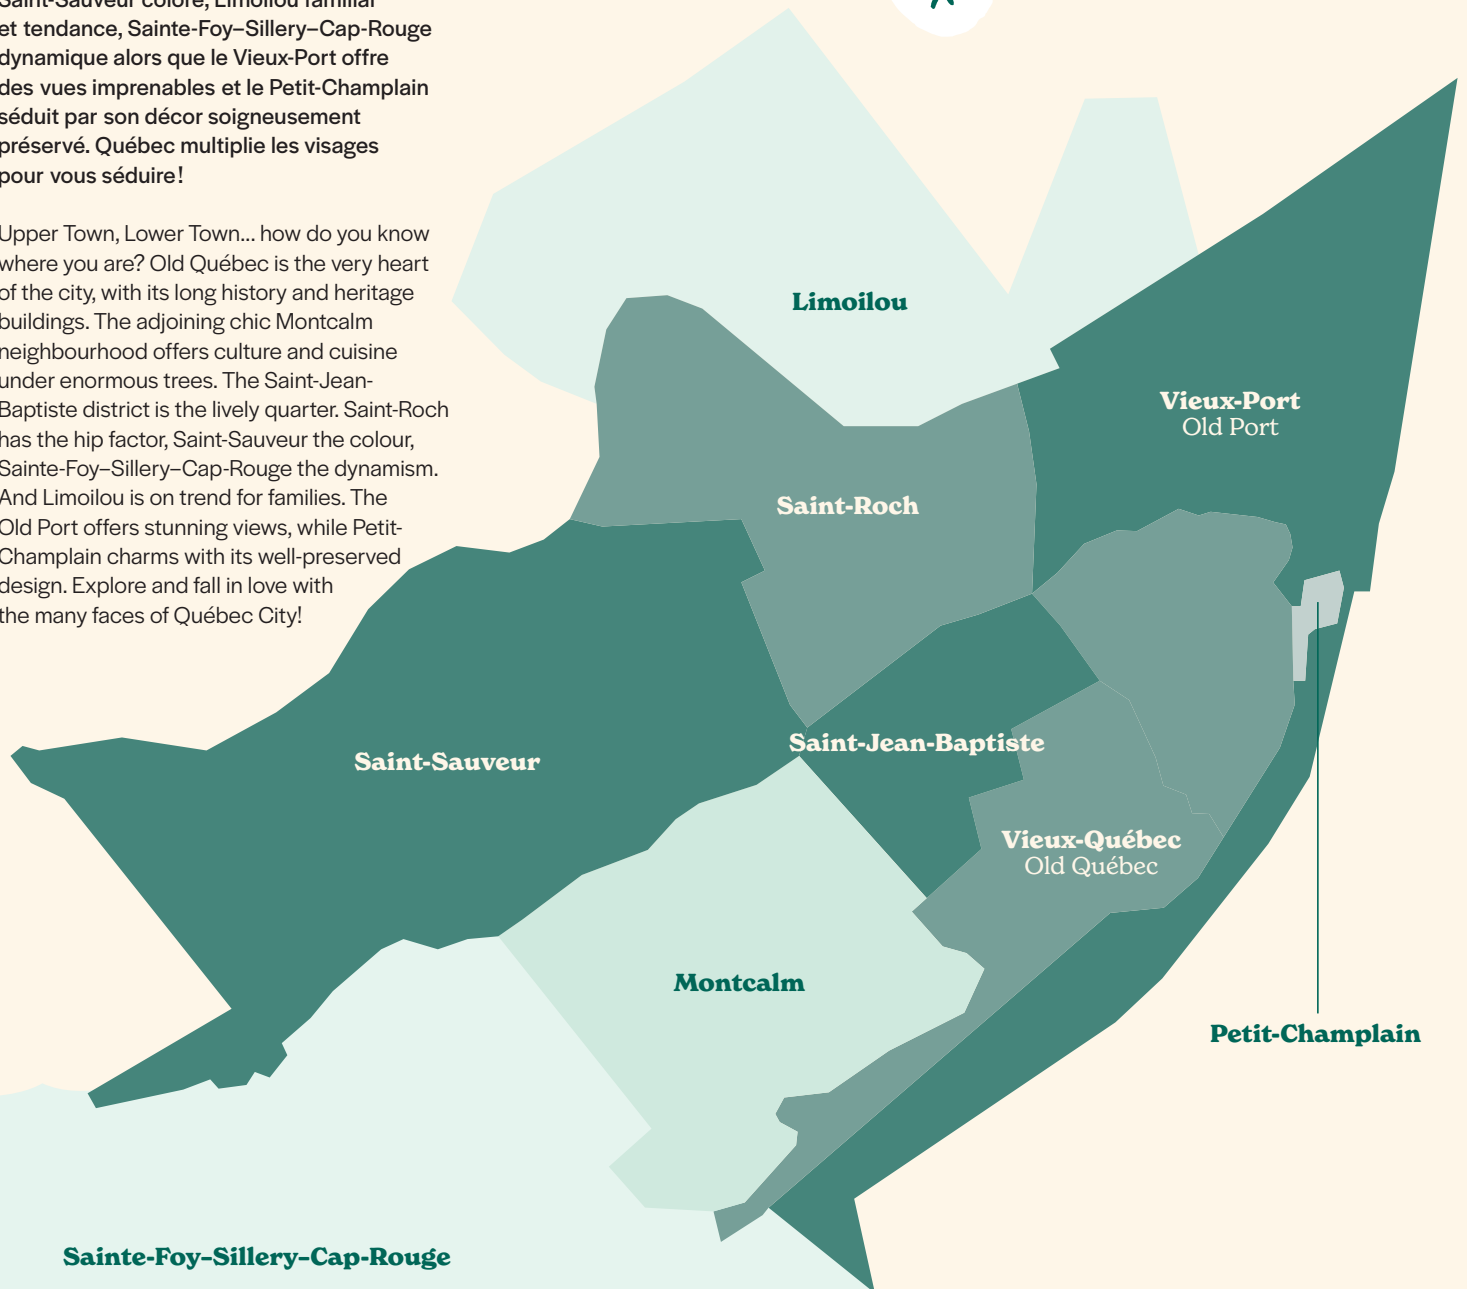 Saint-Sauveur coloré, Limoilou familial
et tendance, Sainte-Foy–Sillery–Cap-Rouge
dynamique alors que le Vieux-Port offre
des vues imprenables et le Petit-Champlain
séduit par son décor soigneusement
préservé. Québec multiplie les visages
pour vous séduire !
Upper Town, Lower Town... how do you know
where you are? Old Québec is the very heart
of the city, with its long history and heritage
buildings. The adjoining chic Montcalm
neighbourhood offers culture and cuisine
under enormous trees. The Saint-Jean-
Baptiste district is the lively quarter. Saint-Roch
has the hip factor, Saint-Sauveur the colour,
Sainte-Foy–Sillery–Cap-Rouge the dynamism.
And Limoilou is on trend for families. The
Old Port offers stunning views, while Petit-
Champlain charms with its well-preserved
design. Explore and fall in love with
the many faces of Québec City!
Limoilou
Vieux-Port
Old Port
Saint-Roch
Saint-Jean-Baptiste
Saint-Sauveur
Vieux-Québec
Old Québec
Montcalm
Petit-Champlain
Sainte-Foy–Sillery–Cap-Rouge